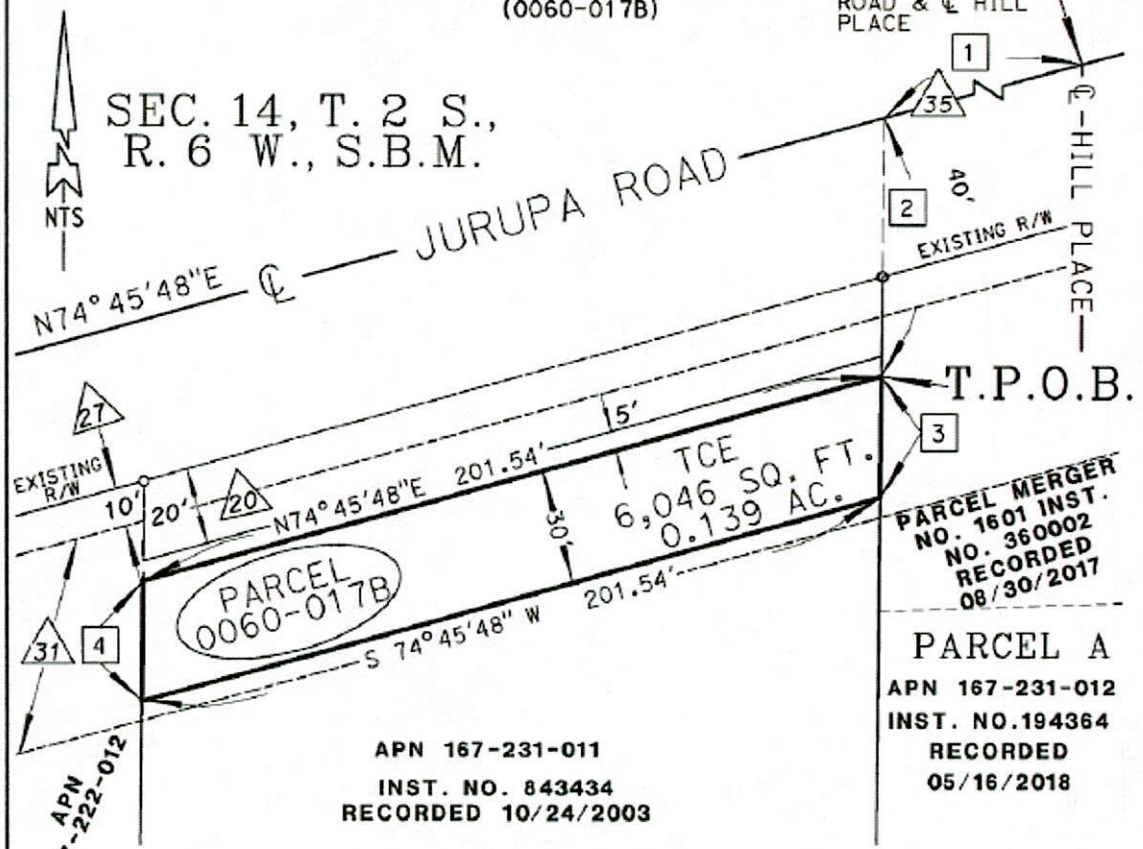 (0060-017B)
ROAD & ℄ HILL
PLACE
1
35
SEC. 14, T. 2 S.,
R. 6 W., S.B.M.
NTS
℄-HILL PLACE
40'
2
JURUPA ROAD
EXISTING R/W
N74°45'48"E ℄
T.P.O.B.
27
5'
3
TCE
6,046 SQ. FT.
0.139 AC.
EXISTING
R/W
10'
20'
20
N74°45'48"E 201.54'
30'
PARCEL MERGER
NO. 1601 INST.
NO. 360002
RECORDED
08/30/2017
PARCEL
0060-017B
201.54'
S 74°45'48" W
31
4
PARCEL A
APN 167-231-012
INST. NO.194364
RECORDED
05/16/2018
APN 167-231-011
INST. NO. 843434
RECORDED 10/24/2003
APN
-222-012